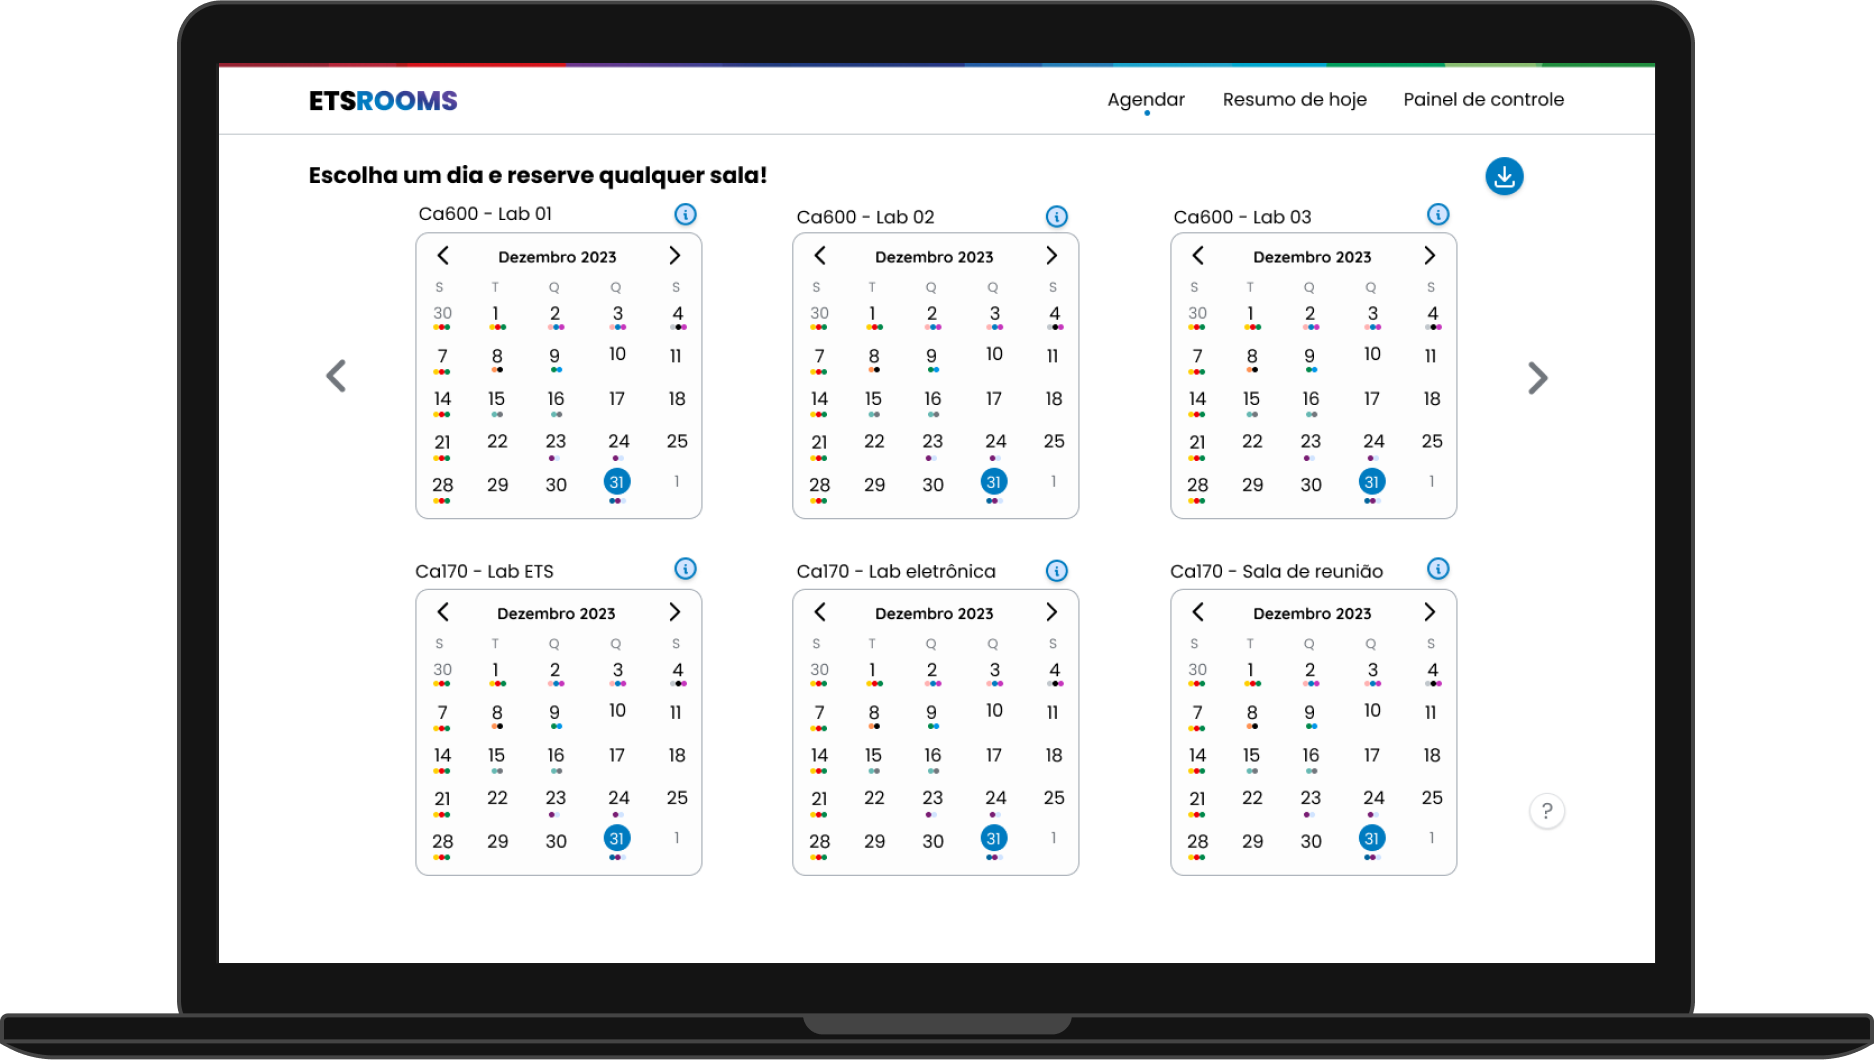 ETSROOMS
Agendar Resumo de hoje Painel de controle
Escolha um dia e reserve qualquer sala!
Ca600 - Lab 01
Dezembro 2023
S T Q Q S
30 1 2 3 4
7 8 9 10 11
14 15 16 17 18
21 22 23 24 25
28 29 30 31 1
Ca600 - Lab 02
Dezembro 2023
S T Q Q S
30 1 2 3 4
7 8 9 10 11
14 15 16 17 18
21 22 23 24 25
28 29 30 31 1
Ca600 - Lab 03
Dezembro 2023
S T Q Q S
30 1 2 3 4
7 8 9 10 11
14 15 16 17 18
21 22 23 24 25
28 29 30 31 1
Ca170 - Lab ETS
Dezembro 2023
S T Q Q S
30 1 2 3 4
7 8 9 10 11
14 15 16 17 18
21 22 23 24 25
28 29 30 31 1
Ca170 - Lab eletrônica
Dezembro 2023
S T Q Q S
30 1 2 3 4
7 8 9 10 11
14 15 16 17 18
21 22 23 24 25
28 29 30 31 1
Ca170 - Sala de reunião
Dezembro 2023
S T Q Q S
30 1 2 3 4
7 8 9 10 11
14 15 16 17 18
21 22 23 24 25
28 29 30 31 1
?